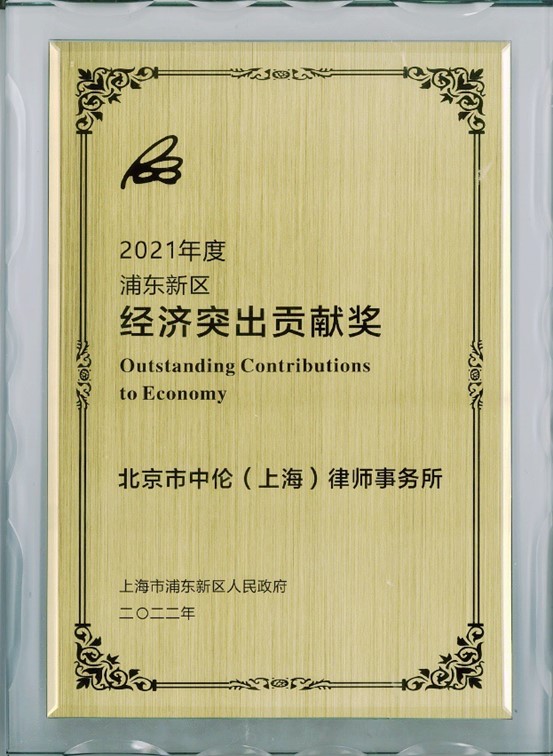 2021年度
浦东新区
经济突出贡献奖
Outstanding Contributions
to Economy
北京市中伦（上海）律师事务所
上海市浦东新区人民政府
二〇二二年